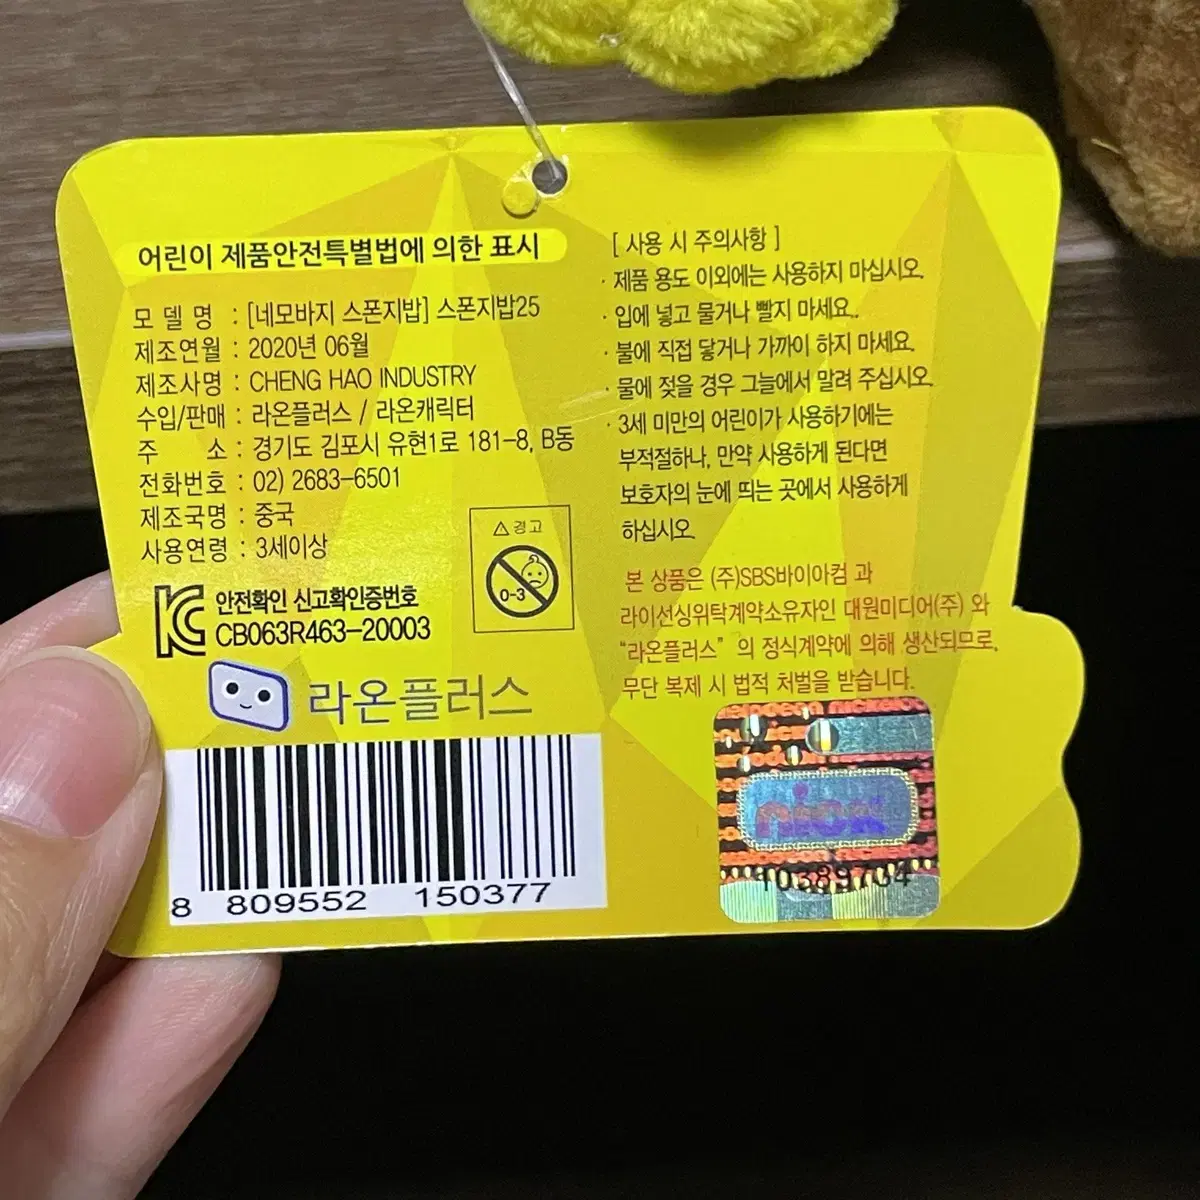 어린이 제품안전특별법에 의한 표시
모 델 명 : [네모바지 스폰지밥] 스폰지밥25
제조연월 : 2020년 06월
제조사명 : CHENG HAO INDUSTRY
수입/판매 : 라온플러스 / 라온캐릭터
주 소 : 경기도 김포시 유현1로 181-8, B동
전화번호 : 02) 2683-6501
제조국명 : 중국
사용연령 : 3세이상
⚠경고
0-3
안전확인 신고확인증번호
CB063R463-20003
라온플러스
8 809552 150377
[ 사용 시 주의사항 ]
· 제품 용도 이외에는 사용하지 마십시오.
· 입에 넣고 물거나 빨지 마세요..
· 불에 직접 닿거나 가까이 하지 마세요.
· 물에 젖을 경우 그늘에서 말려 주십시오.
· 3세 미만의 어린이가 사용하기에는
부적절하나, 만약 사용하게 된다면
보호자의 눈에 띄는 곳에서 사용하게
하십시오.
본 상품은 (주)SBS바이아컴 과
라이선싱위탁계약소유자인 대원미디어(주) 와
“라온플러스” 의 정식계약에 의해 생산되므로,
무단 복제 시 법적 처벌을 받습니다.
nick